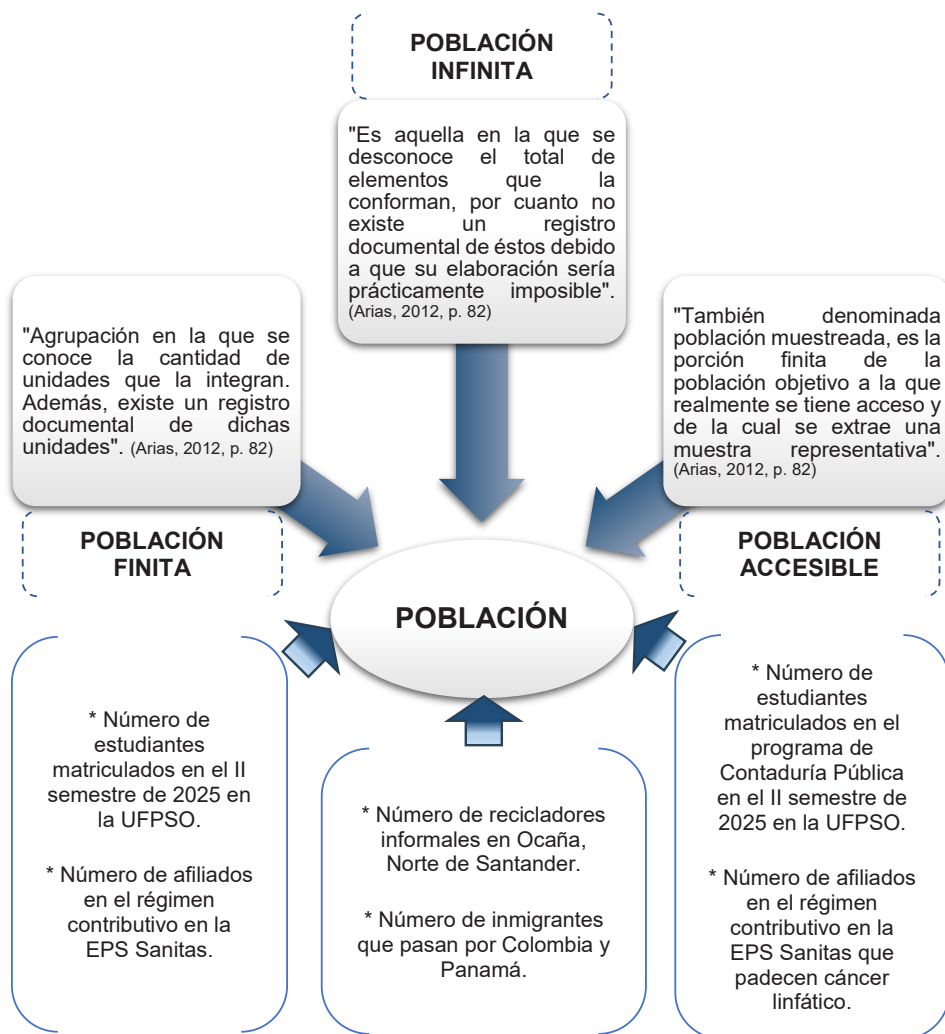 POBLACIÓN
INFINITA
"Es aquella en la que se
desconoce el total de
elementos que la
conforman, por cuanto no
existe un registro
documental de éstos debido
a que su elaboración sería
prácticamente imposible".
(Arias, 2012, p. 82)
"Agrupación en la que se
conoce la cantidad de
unidades que la integran.
Además, existe un registro
documental de dichas
unidades". (Arias, 2012, p. 82)
"También denominada
población muestreada, es la
porción finita de la
población objetivo a la que
realmente se tiene acceso y
de la cual se extrae una
muestra representativa".
(Arias, 2012, p. 82)
POBLACIÓN
FINITA
POBLACIÓN
ACCESIBLE
POBLACIÓN
* Número de
estudiantes
matriculados en el II
semestre de 2025 en
la UFPSO.
* Número de afiliados
en el régimen
contributivo en la
EPS Sanitas.
* Número de recicladores
informales en Ocaña,
Norte de Santander.
* Número de inmigrantes
que pasan por Colombia y
Panamá.
* Número de
estudiantes
matriculados en el
programa de
Contaduría Pública
en el II semestre de
2025 en la UFPSO.
* Número de afiliados
en el régimen
contributivo en la
EPS Sanitas que
padecen cáncer
linfático.